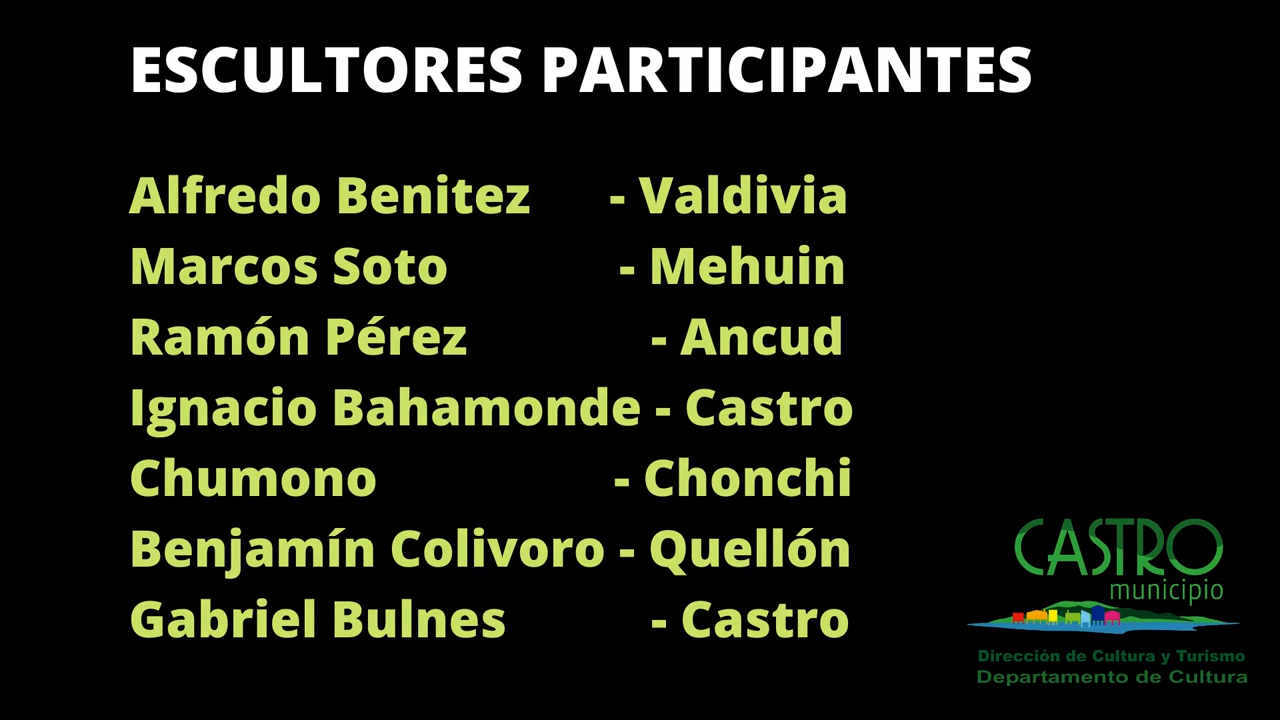 ESCULTORES PARTICIPANTES
Alfredo Benitez - Valdivia
Marcos Soto - Mehuin
Ramón Pérez - Ancud
Ignacio Bahamonde - Castro
Chumono - Chonchi
Benjamín Colivoro - Quellón
Gabriel Bulnes - Castro
CASTRO
municipio
Dirección de Cultura y Turismo
Departamento de Cultura